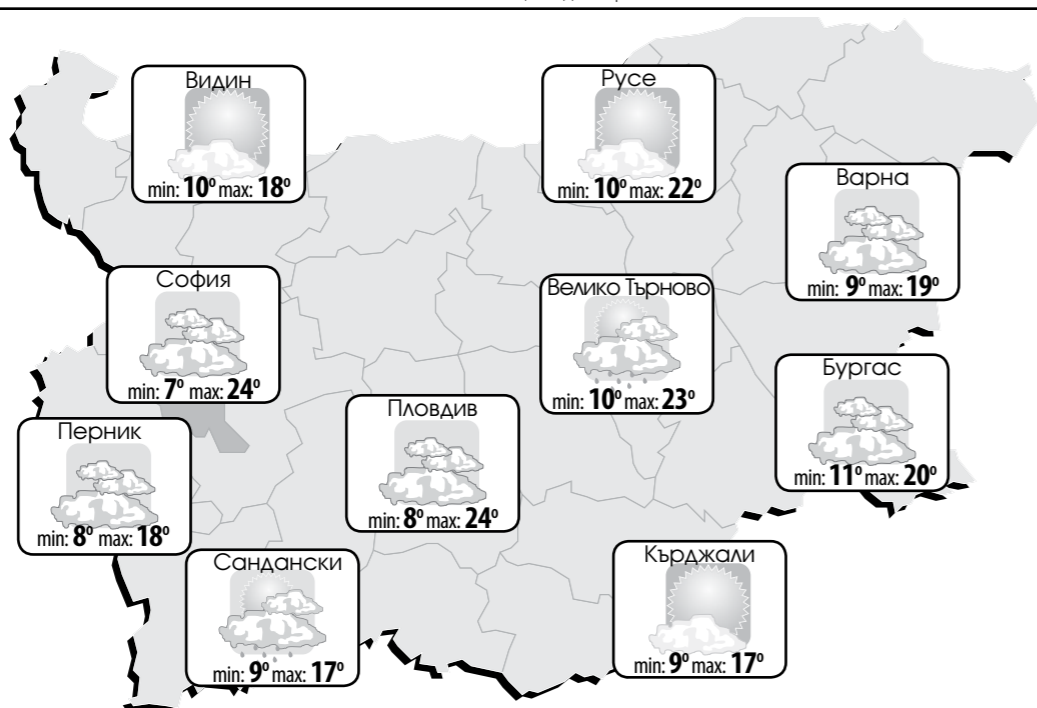 Видин
min: 10° max: 18°
Русе
min: 10° max: 22°
Варна
min: 9° max: 19°
София
min: 7° max: 24°
Велико Търново
min: 10° max: 23°
Бургас
min: 11° max: 20°
Пловдив
min: 8° max: 24°
Перник
min: 8° max: 18°
Сандански
min: 9° max: 17°
Кърджали
min: 9° max: 17°